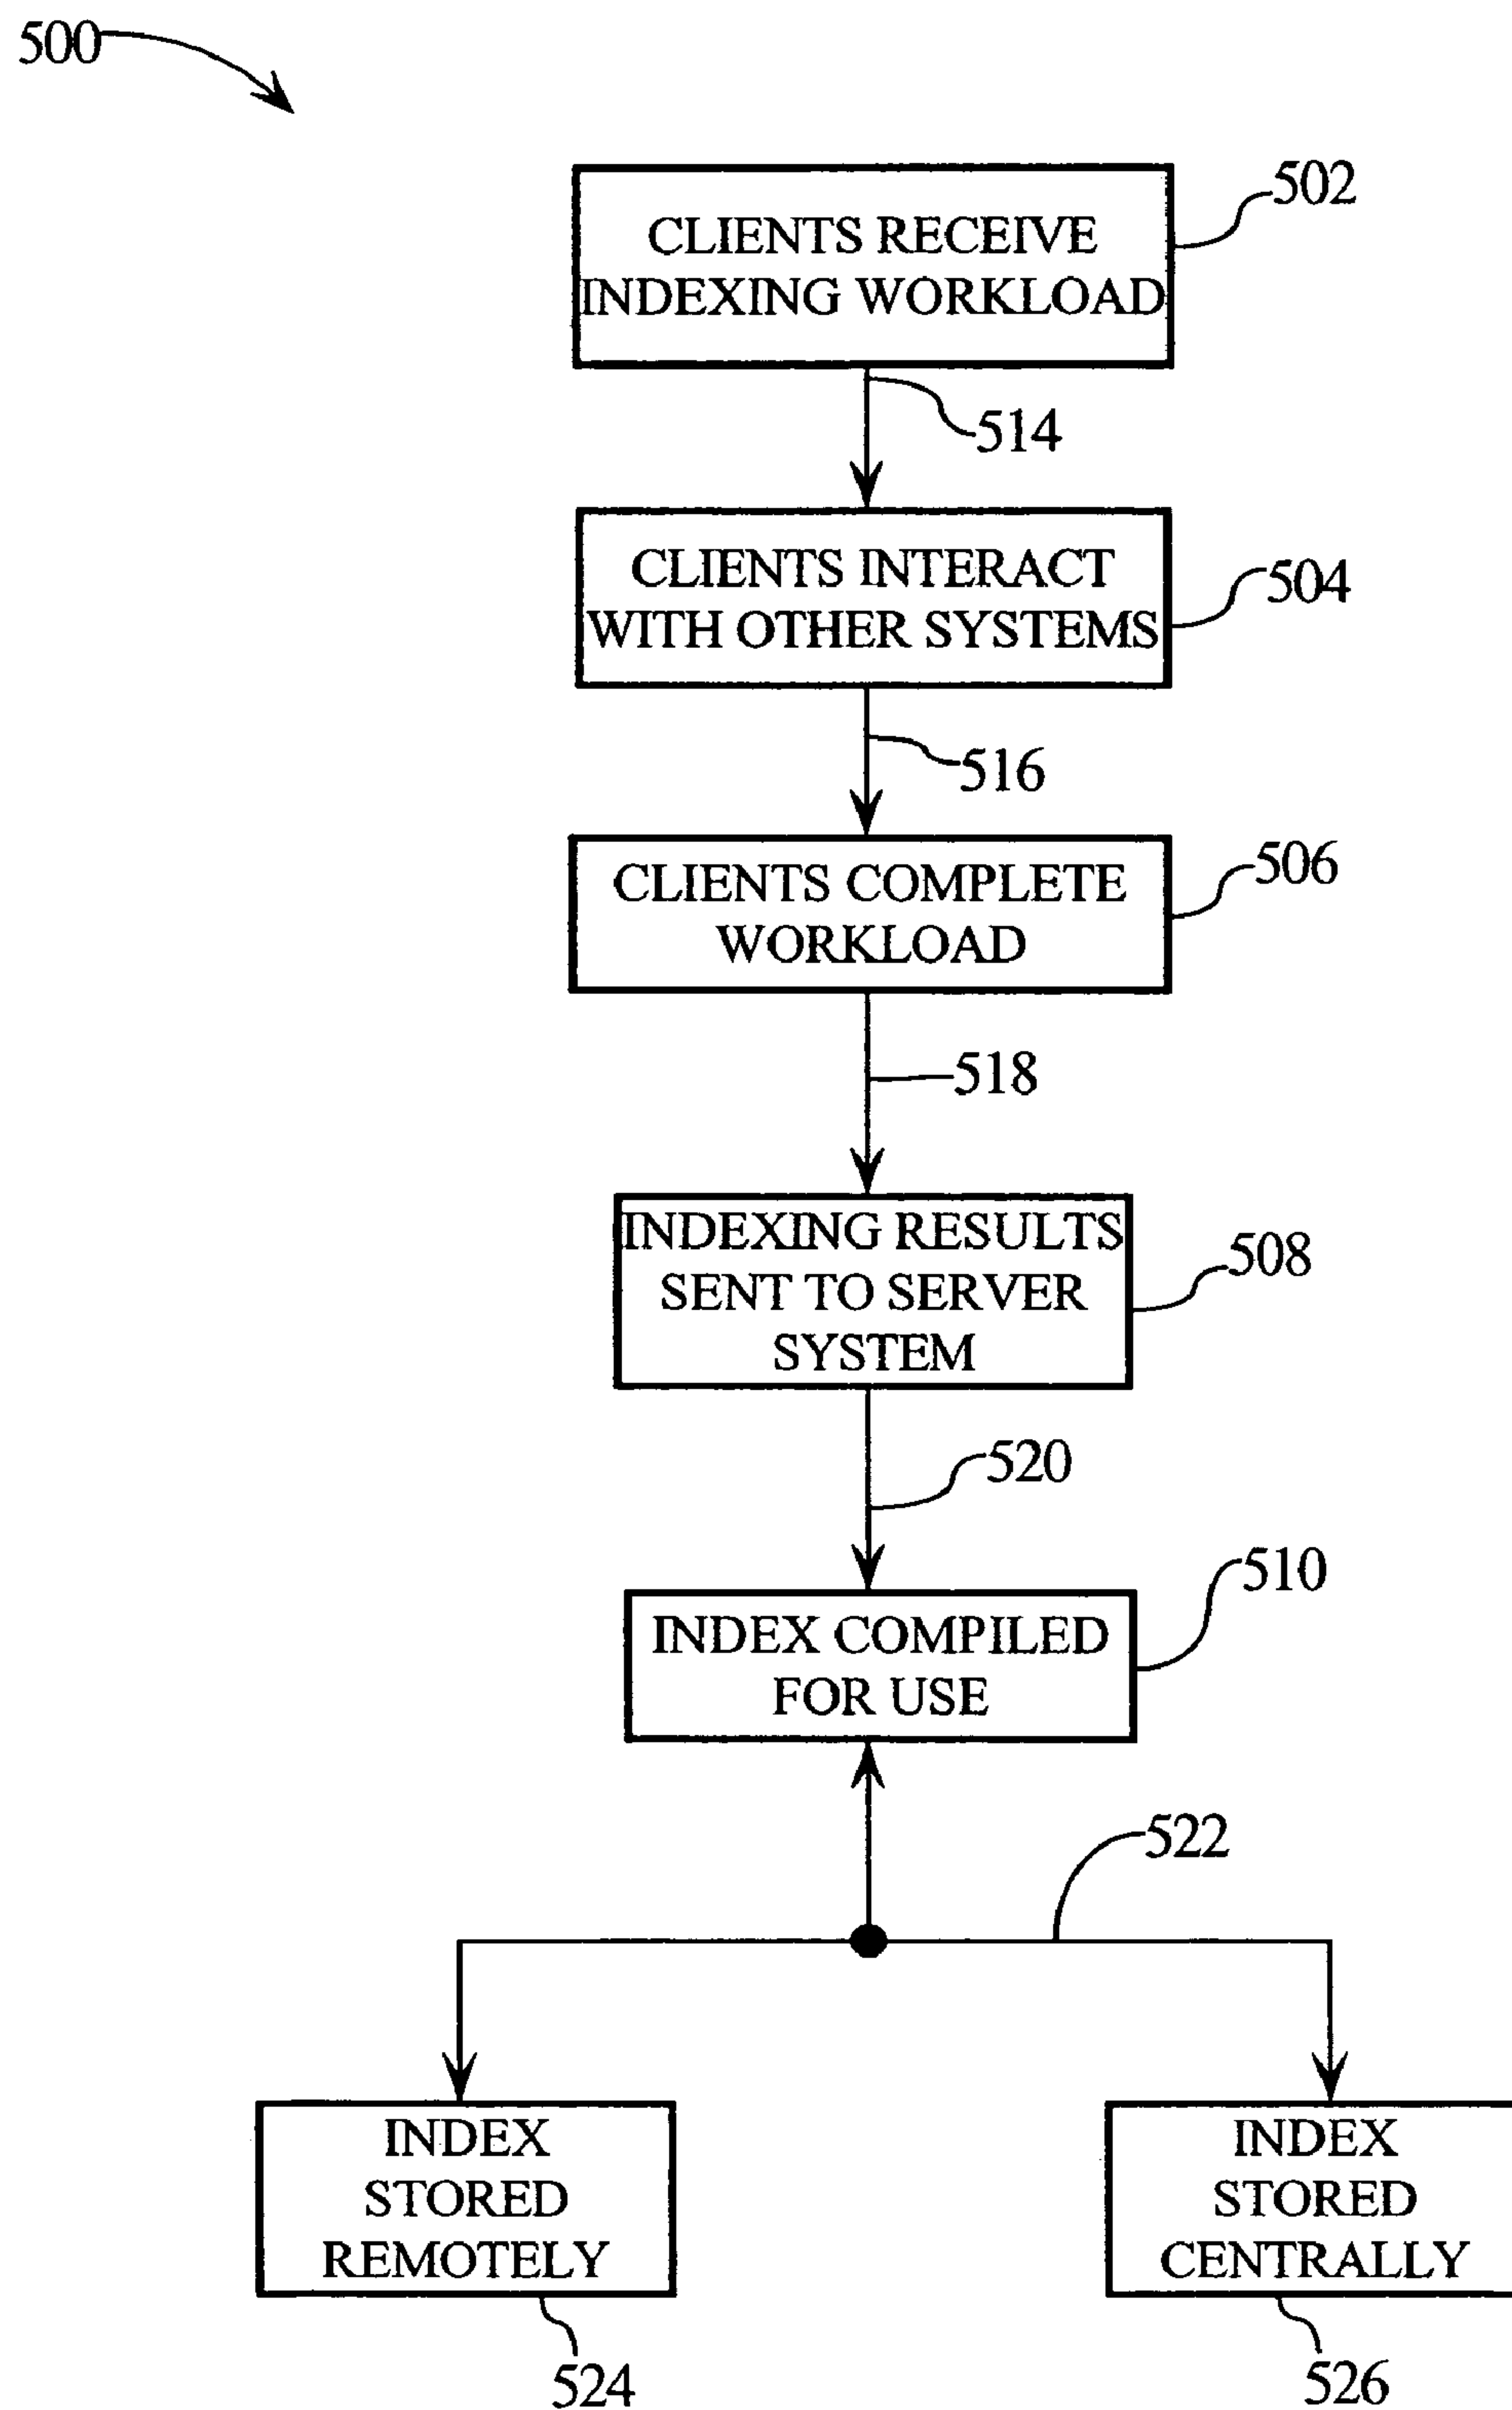 500
502
CLIENTS RECEIVE
INDEXING WORKLOAD
514
CLIENTS INTERACT
WITH OTHER SYSTEMS
504
516
CLIENTS COMPLETE
WORKLOAD
506
518
INDEXING RESULTS
SENT TO SERVER
SYSTEM
508
520
510
INDEX COMPILED
FOR USE
522
INDEX
STORED
REMOTELY
INDEX
STORED
CENTRALLY
524
526